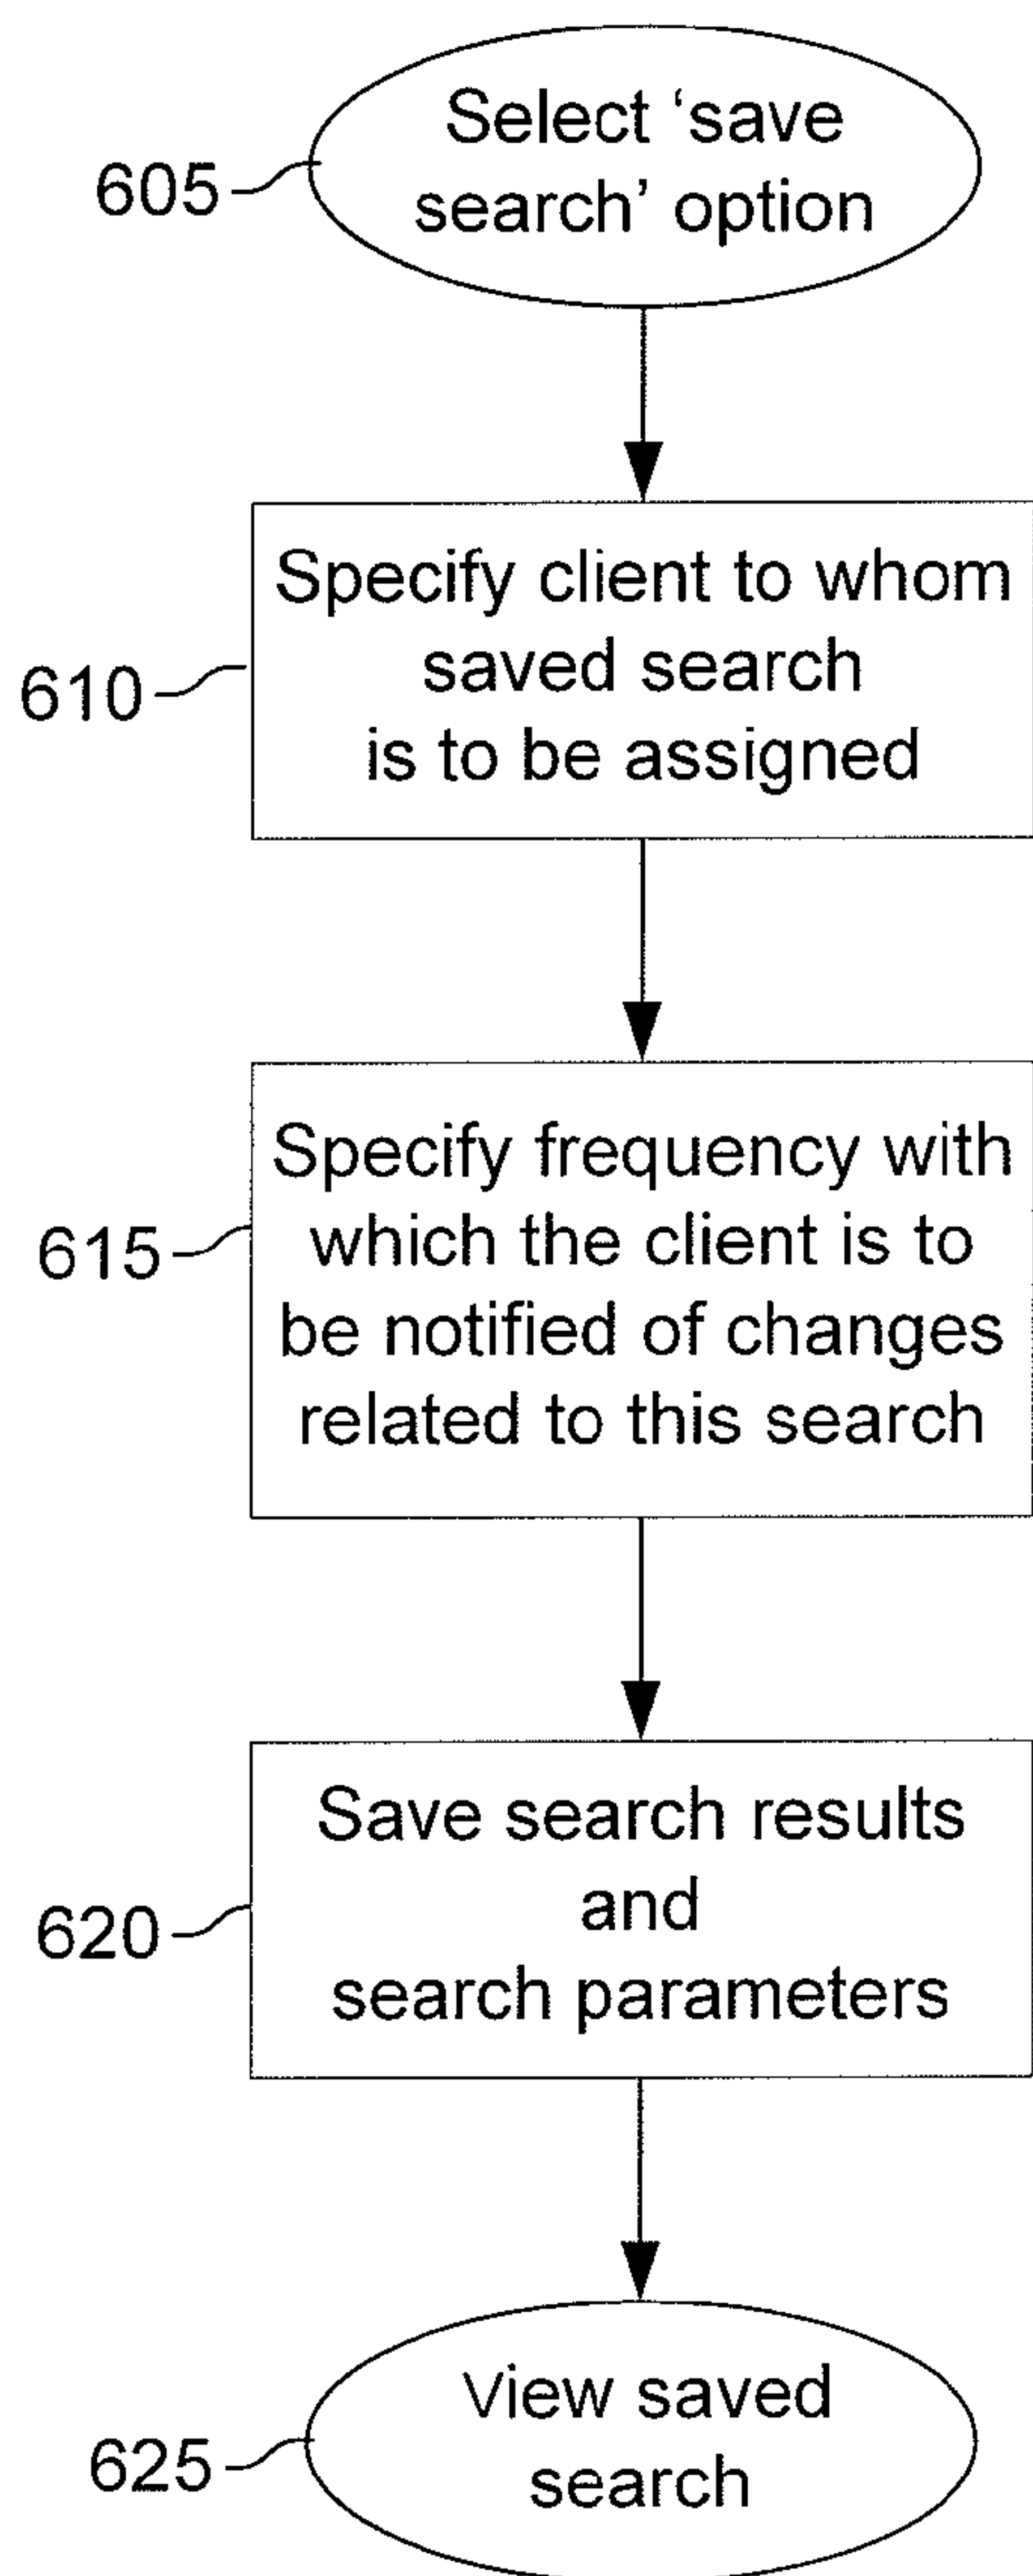 Select ‘save
search’ option
605
Specify client to whom
saved search
is to be assigned
610
Specify frequency with
which the client is to
be notified of changes
related to this search
615
Save search results
and
search parameters
620
View saved
search
625